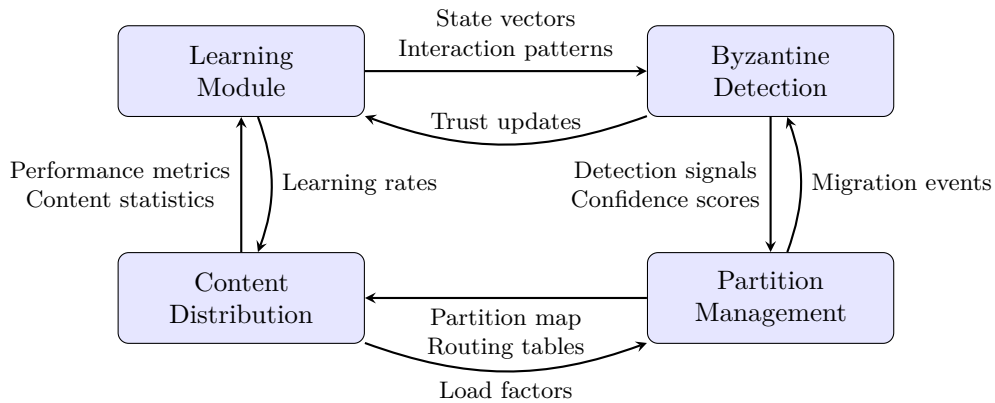 State vectors
Interaction patterns
Learning
Module
Byzantine
Detection
Trust updates
Performance metrics
Content statistics
Learning rates
Detection signals
Confidence scores
Migration events
Content
Distribution
Partition
Management
Partition map
Routing tables
Load factors